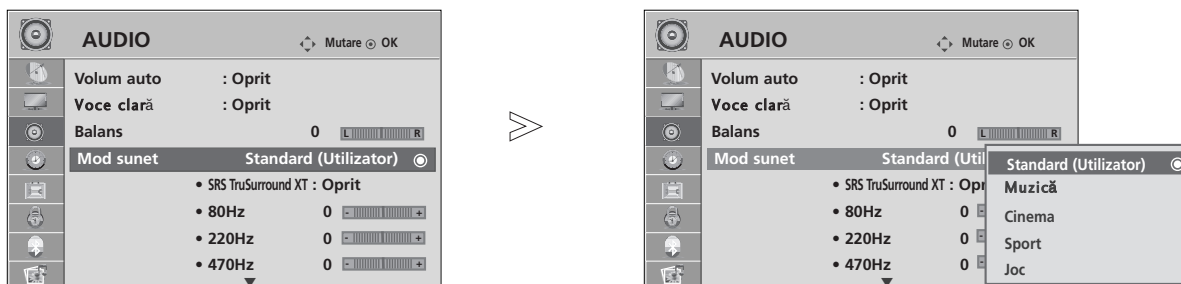 AUDIO Mutare OK
Volum auto : Oprit
Voce clară : Oprit
Balans 0 L R
Mod sunet Standard (Utilizator)
• SRS TruSurround XT : Oprit
• 80Hz 0 - +
• 220Hz 0 - +
• 470Hz 0 - +
AUDIO Mutare OK
Volum auto : Oprit
Voce clară : Oprit
Balans 0 L R
Mod sunet Standard (Util
• SRS TruSurround XT : Opr
• 80Hz 0 -
• 220Hz 0 -
• 470Hz 0 -
Standard (Utilizator)
Muzică
Cinema
Sport
Joc